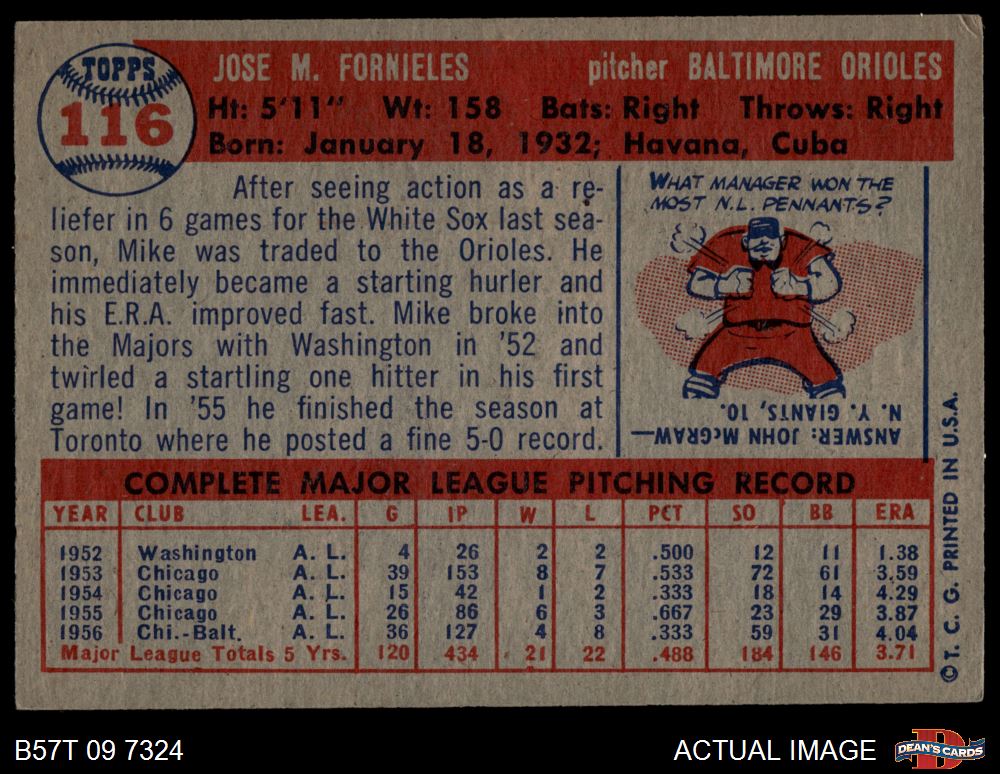 TOPPS
116
JOSE M. FORNIELES pitcher BALTIMORE ORIOLES
Ht: 5'11" Wt: 158 Bats: Right Throws: Right
Born: January 18, 1932; Havana, Cuba
After seeing action as a re-
liefer in 6 games for the White Sox last sea-
son, Mike was traded to the Orioles. He
immediately became a starting hurler and
his E.R.A. improved fast. Mike broke into
the Majors with Washington in '52 and
twirled a startling one hitter in his first
game! In '55 he finished the season at
Toronto where he posted a fine 5-0 record.
WHAT MANAGER WON THE
MOST N.L. PENNANTS?
ANSWER: JOHN McGRAW—
N. Y. GIANTS, 10.
COMPLETE MAJOR LEAGUE PITCHING RECORD
YEAR CLUB LEA. G IP W L PCT SO BB ERA
1952 Washington A. L. 4 26 2 2 .500 12 11 1.38
1953 Chicago A. L. 39 153 8 7 .533 72 61 3.59
1954 Chicago A. L. 15 42 1 2 .333 18 14 4.29
1955 Chicago A. L. 26 86 6 3 .667 23 29 3.87
1956 Chi.-Balt. A. L. 36 127 4 8 .333 59 31 4.04
Major League Totals 5 Yrs. 120 434 21 22 .488 184 146 3.71
©T. C. G. PRINTED IN U.S.A.
B57T 09 7324
ACTUAL IMAGE
D
DEAN'S CARDS